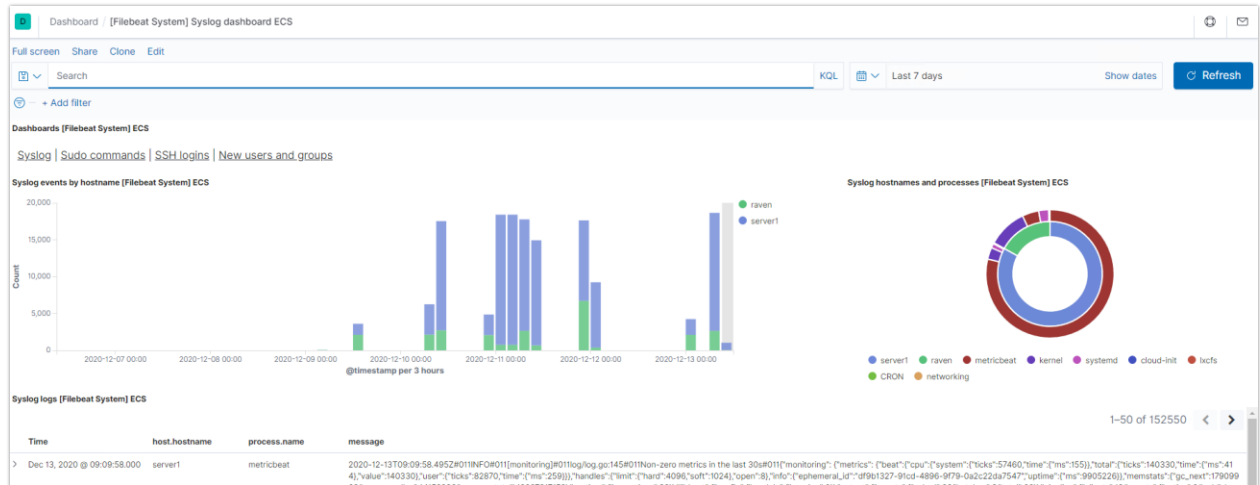 D Dashboard / [Filebeat System] Syslog dashboard ECS
Full screen Share Clone Edit
Search KQL Last 7 days Show dates Refresh
+ Add filter
Dashboards [Filebeat System] ECS
Syslog | Sudo commands | SSH logins | New users and groups
Syslog events by hostname [Filebeat System] ECS
20,000
15,000
10,000
5,000
0
Count
2020-12-07 00:00 2020-12-08 00:00 2020-12-09 00:00 2020-12-10 00:00 2020-12-11 00:00 2020-12-12 00:00 2020-12-13 00:00
@timestamp per 3 hours
raven
server1
Syslog hostnames and processes [Filebeat System] ECS
server1 raven metricbeat kernel systemd cloud-init lxcfs
CRON networking
Syslog logs [Filebeat System] ECS
1–50 of 152550
Time host.hostname process.name message
Dec 13, 2020 @ 09:09:58.000 server1 metricbeat 2020-12-13T09:09:58.495Z#011INFO#011[monitoring]#011log/log.go:145#011Non-zero metrics in the last 30s#011{"monitoring": {"metrics": {"beat":{"cpu":{"system":{"ticks":57460,"time":{"ms":155}},"total":{"ticks":140330,"time":{"ms":41
4},"value":140330},"user":{"ticks":82870,"time":{"ms":259}}},"handles":{"limit":{"hard":4096,"soft":1024},"open":8},"info":{"ephemeral_id":"df9b1327-91cd-4896-9f79-0a2c22da7547","uptime":{"ms":9905226}},"memstats":{"gc_next":179099